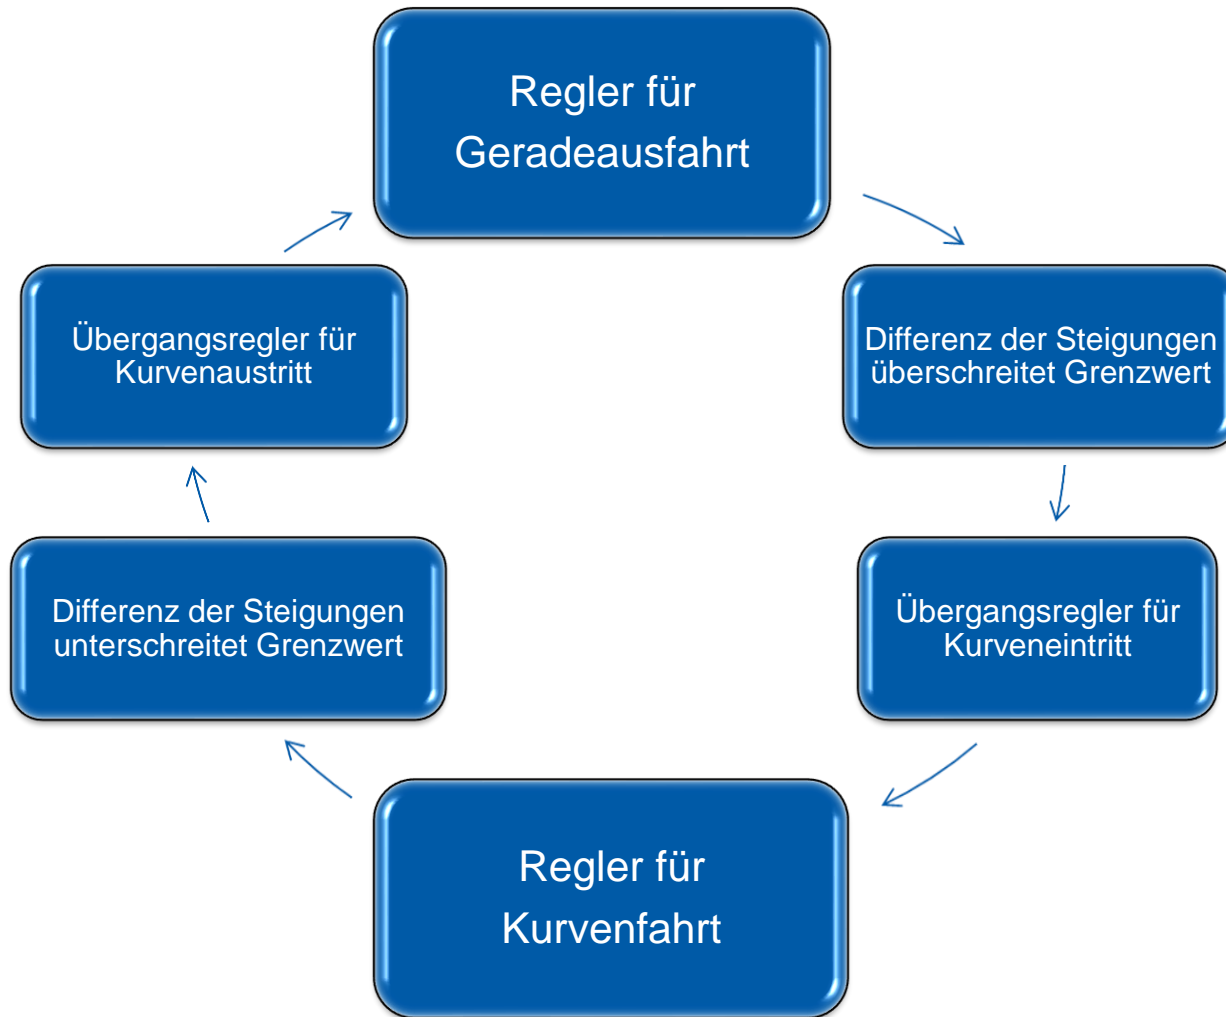 Regler für
Geradeausfahrt
Differenz der Steigungen
überschreitet Grenzwert
Übergangsregler für
Kurveneintritt
Regler für
Kurvenfahrt
Differenz der Steigungen
unterschreitet Grenzwert
Übergangsregler für
Kurvenaustritt